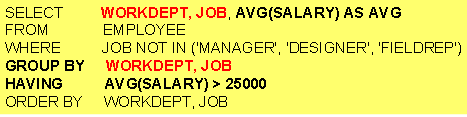 SELECT WORKDEPT, JOB, AVG(SALARY) AS AVG
FROM EMPLOYEE
WHERE JOB NOT IN ('MANAGER', 'DESIGNER', 'FIELDREP')
GROUP BY WORKDEPT, JOB
HAVING AVG(SALARY) > 25000
ORDER BY WORKDEPT, JOB